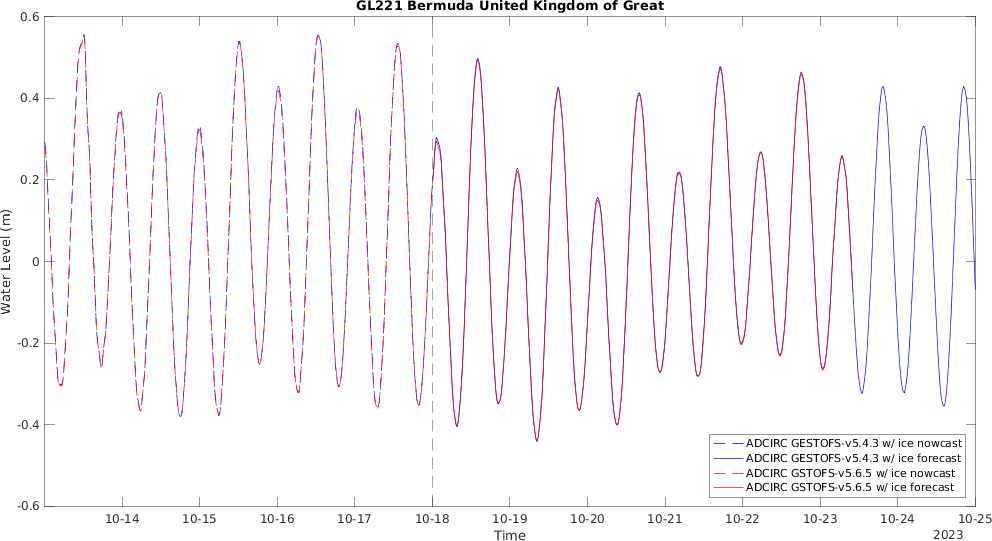 GL221 Bermuda United Kingdom of Great
0.6
0.4
0.2
0
-0.2
-0.4
-0.6
Water Level (m)
ADCIRC GESTOFS-v5.4.3 w/ ice nowcast
ADCIRC GESTOFS-v5.4.3 w/ ice forecast
ADCIRC GSTOFS-v5.6.5 w/ ice nowcast
ADCIRC GSTOFS-v5.6.5 w/ ice forecast
10-14 10-15 10-16 10-17 10-18 10-19 10-20 10-21 10-22 10-23 10-24 10-25
Time
2023